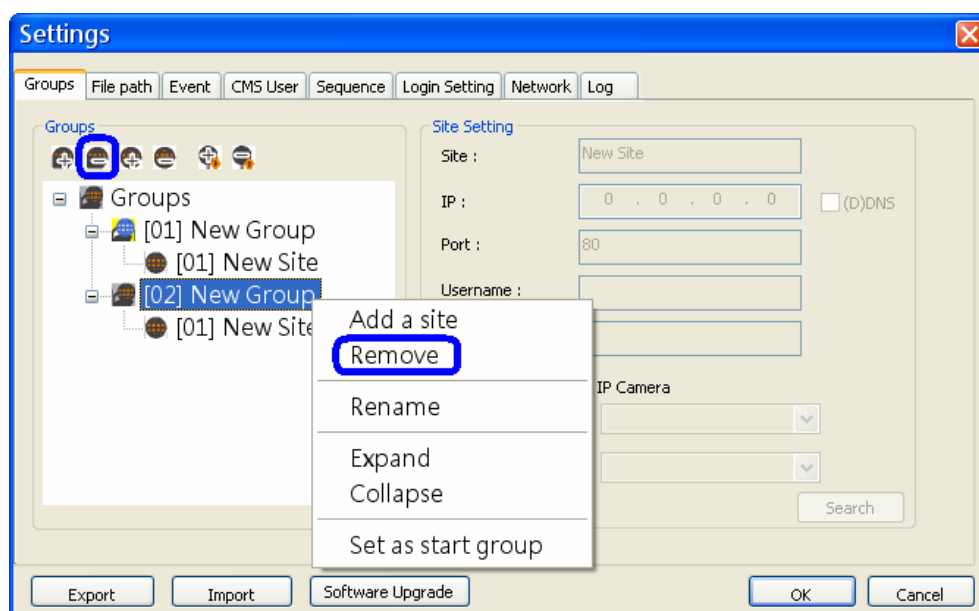 Settings
Groups File path Event CMS User Sequence Login Setting Network Log
Groups
Groups
[01] New Group
[01] New Site
[02] New Group
[01] New Site
Site Setting
Site : New Site
IP : 0 . 0 . 0 . 0 (D)DNS
Port : 80
Username :
IP Camera
Search
Add a site
Remove
Rename
Expand
Collapse
Set as start group
Export Import Software Upgrade OK Cancel